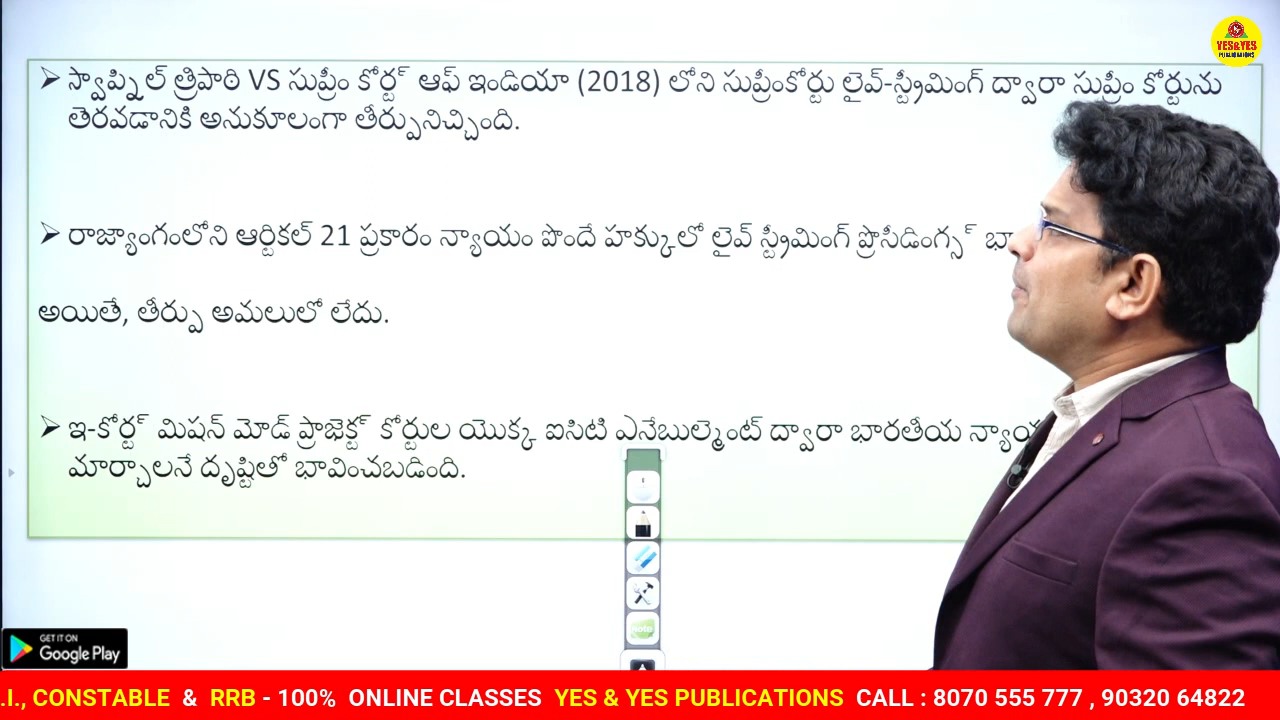 YES&YES
PUBLICATIONS
➢ స్వాప్నిల్ త్రిపాఠి VS సుప్రీం కోర్ట్ ఆఫ్ ఇండియా (2018) లోని సుప్రీంకోర్టు లైవ్-స్ట్రీమింగ్ ద్వారా సుప్రీం కోర్టును
తెరవడానికి అనుకూలంగా తీర్పునిచ్చింది.
➢ రాజ్యాంగంలోని ఆర్టికల్ 21 ప్రకారం న్యాయం పొందే హక్కులో లైవ్ స్ట్రీమింగ్ ప్రొసీడింగ్స్
అయితే, తీర్పు అమలులో లేదు.
➢ ఇ-కోర్ట్ మిషన్ మోడ్ ప్రాజెక్ట్ కోర్టుల యొక్క ఐసిటి ఎనేబుల్మెంట్ ద్వారా భారతీయ
మార్చాలనే దృష్టితో భావించబడింది.
GET IT ON
Google Play
.I., CONSTABLE & RRB - 100% ONLINE CLASSES YES & YES PUBLICATIONS CALL : 8070 555 777 , 90320 64822